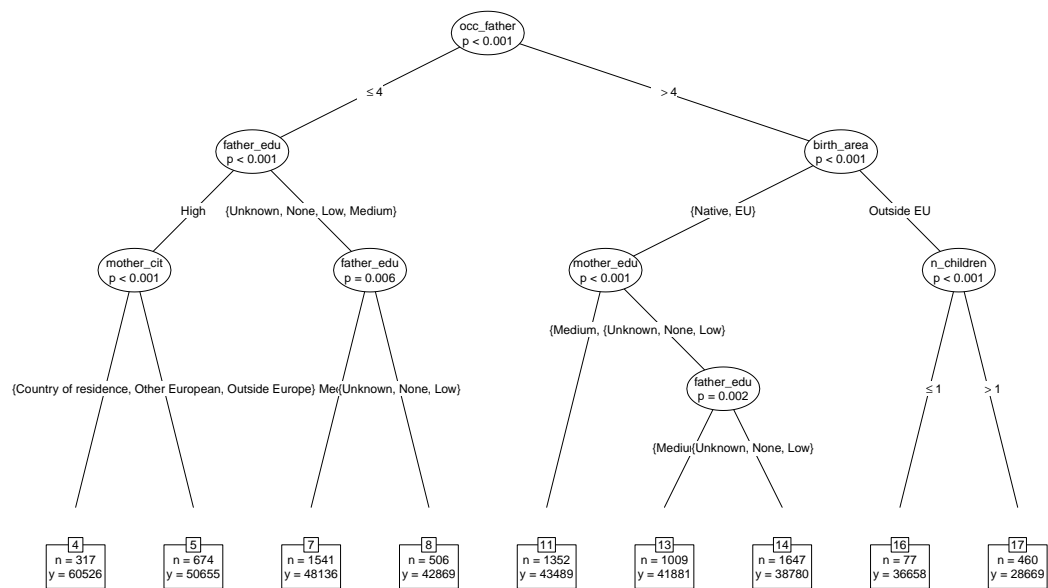 occ_father
p < 0.001
≤ 4
> 4
father_edu
p < 0.001
birth_area
p < 0.001
High
{Unknown, None, Low, Medium}
{Native, EU}
Outside EU
mother_cit
p < 0.001
father_edu
p = 0.006
mother_edu
p < 0.001
n_children
p < 0.001
{Medium, {Unknown, None, Low}
{Country of residence, Other European, Outside Europe}
{Unknown, None, Low}
father_edu
p = 0.002
≤ 1
> 1
{Unknown, None, Low}
4
n = 317
y = 60526
5
n = 674
y = 50655
7
n = 1541
y = 48136
8
n = 506
y = 42869
11
n = 1352
y = 43489
13
n = 1009
y = 41881
14
n = 1647
y = 38780
16
n = 77
y = 36658
17
n = 460
y = 28669